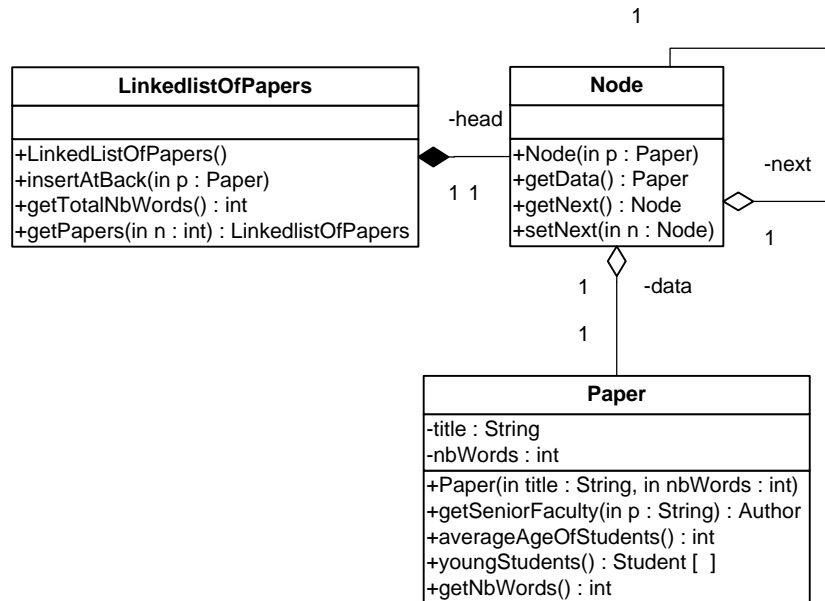 1
LinkedlistOfPapers
+LinkedListOfPapers()
+insertAtBack(in p : Paper)
+getTotalNbWords() : int
+getPapers(in n : int) : LinkedlistOfPapers
-head
1 1
Node
+Node(in p : Paper)
+getData() : Paper
+getNext() : Node
+setNext(in n : Node)
-next
1
1
-data
1
Paper
-title : String
-nbWords : int
+Paper(in title : String, in nbWords : int)
+getSeniorFaculty(in p : String) : Author
+averageAgeOfStudents() : int
+youngStudents() : Student [ ]
+getNbWords() : int